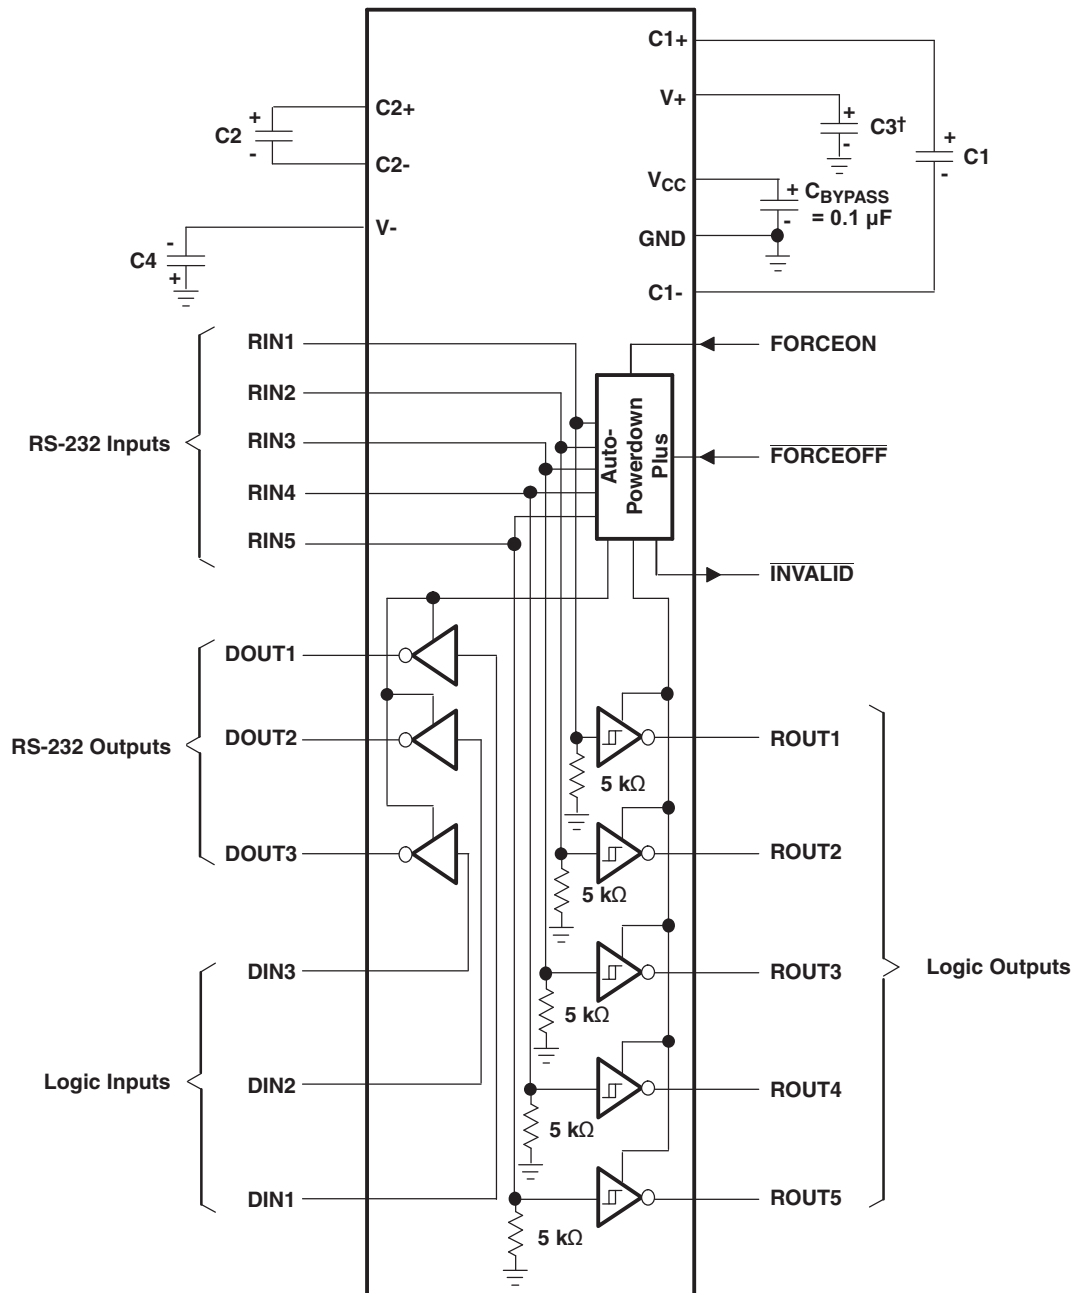 C1+
V+
C2+
C2
+
-
C2-
C3†
+
-
C1
+
-
VCC
+ CBYPASS
- = 0.1 µF
V-
GND
-
C4
+
C1-
RIN1
FORCEON
RIN2
RS-232 Inputs
RIN3
Auto-
Powerdown
Plus
FORCEOFF
RIN4
RIN5
INVALID
DOUT1
RS-232 Outputs
DOUT2
ROUT1
5 kΩ
DOUT3
ROUT2
5 kΩ
DIN3
ROUT3
Logic Outputs
5 kΩ
Logic Inputs
DIN2
ROUT4
5 kΩ
DIN1
ROUT5
5 kΩ